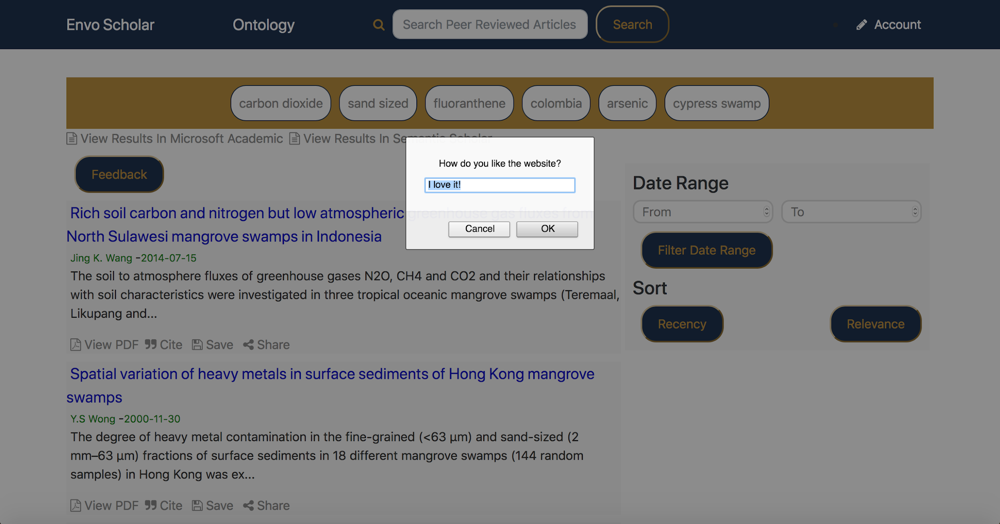 Envo Scholar
Ontology
Search Peer Reviewed Articles
Search
Account
carbon dioxide
sand sized
fluoranthene
colombia
arsenic
cypress swamp
View Results In Microsoft Academic
View Results In Semantic Scholar
Feedback
How do you like the website?
I love it!
Cancel
OK
Rich soil carbon and nitrogen but low atmospheric greenhouse gas fluxes from
North Sulawesi mangrove swamps in Indonesia
Jing K. Wang -2014-07-15
The soil to atmosphere fluxes of greenhouse gases N2O, CH4 and CO2 and their relationships
with soil characteristics were investigated in three tropical oceanic mangrove swamps (Teremaal,
Likupang and...
View PDF
Cite
Save
Share
Spatial variation of heavy metals in surface sediments of Hong Kong mangrove
swamps
Y.S Wong -2000-11-30
The degree of heavy metal contamination in the fine-grained (<63 μm) and sand-sized (2
mm–63 μm) fractions of surface sediments in 18 different mangrove swamps (144 random
samples) in Hong Kong was ex...
View PDF
Cite
Save
Share
Date Range
From
To
Filter Date Range
Sort
Recency
Relevance